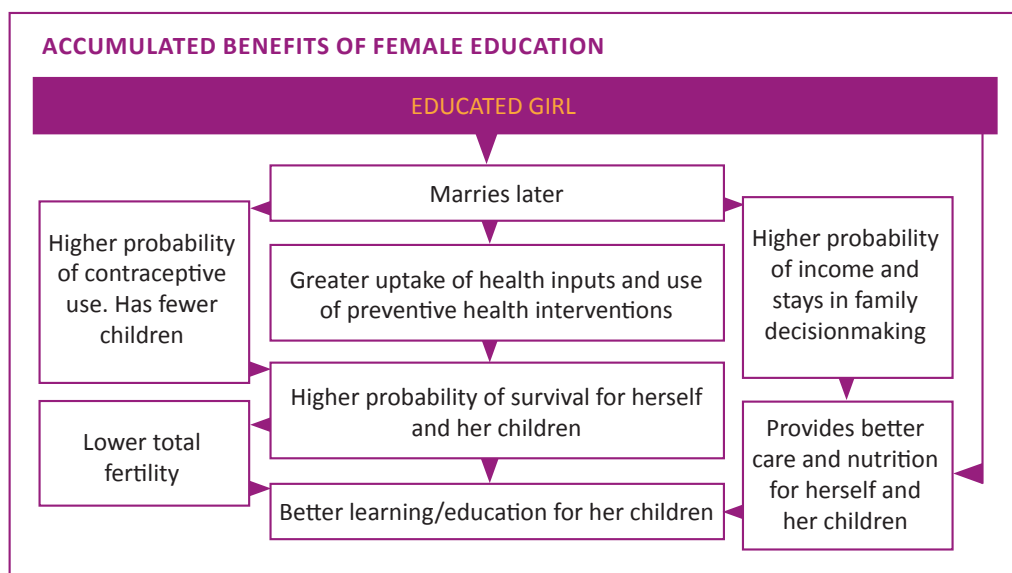 ACCUMULATED BENEFITS OF FEMALE EDUCATION
EDUCATED GIRL
Marries later
Higher probability
of contraceptive
use. Has fewer
children
Greater uptake of health inputs and use
of preventive health interventions
Higher probability
of income and
stays in family
decisionmaking
Higher probability of survival for herself
and her children
Lower total
fertility
Provides better
care and nutrition
for herself and
her children
Better learning/education for her children